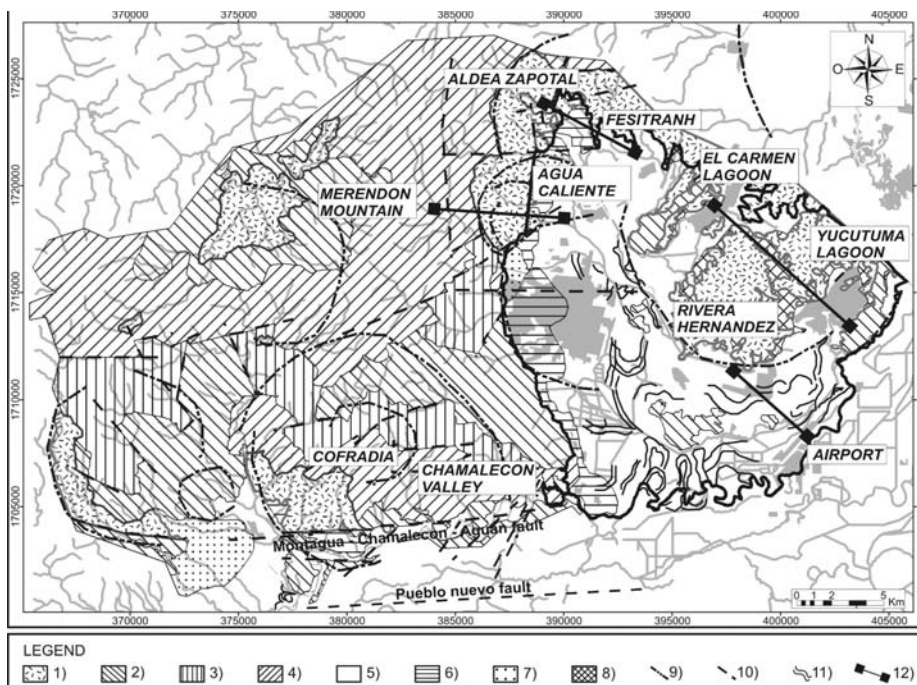 370000 375000 380000 385000 390000 395000 400000 405000
1725000
1720000
1715000
1710000
1705000
N
O E
S
ALDEA ZAPOTAL
FESITRANH
EL CARMEN
LAGOON
AGUA
CALIENTE
MERENDON
MOUNTAIN
YUCUTUMA
LAGOON
RIVERA
HERNANDEZ
COFRADIA
CHAMALECON
VALLEY
AIRPORT
Montagua - Chamalecon - Aguan fault
Pueblo nuevo fault
0 1 2 5
Km
370000 375000 380000 385000 390000 395000 400000 405000
LEGEND
1) 2) 3) 4) 5) 6) 7) 8) 9) 10) 11) 12)